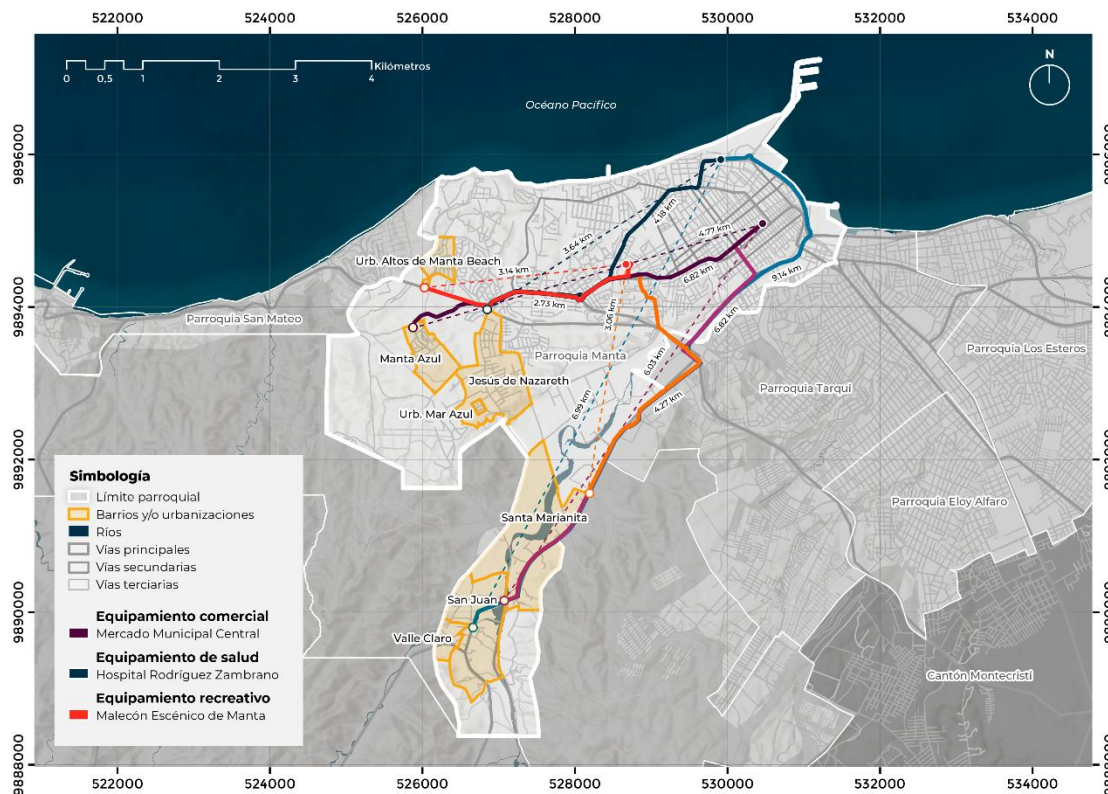 522000
524000
526000
528000
530000
532000
534000
Kilómetros
0
0,5
1
2
3
4
N
Océano Pacífico
9896000
9896000
Urb. Altos de Manta Beach
3.64 km
4.18 km
4.77 km
3.14 km
6.82 km
9.14 km
2.73 km
9894000
9894000
Parroquia San Mateo
3.06 km
6.82 km
Manta Azul
Parroquia Manta
Parroquia Los Esteros
Jesús de Nazareth
6.03 km
Parroquia Tarqui
Urb. Mar Azul
6.99 km
4.27 km
9892000
9892000
Parroquia Eloy Alfaro
Santa Marianita
San Juan
9890000
9890000
Valle Claro
Cantón Montecristi
9888000
9888000
Simbología
Límite parroquial
Barrios y/o urbanizaciones
Ríos
Vías principales
Vías secundarias
Vías terciarias
Equipamiento comercial
Mercado Municipal Central
Equipamiento de salud
Hospital Rodríguez Zambrano
Equipamiento recreativo
Malecón Escénico de Manta
522000
524000
526000
528000
530000
532000
534000